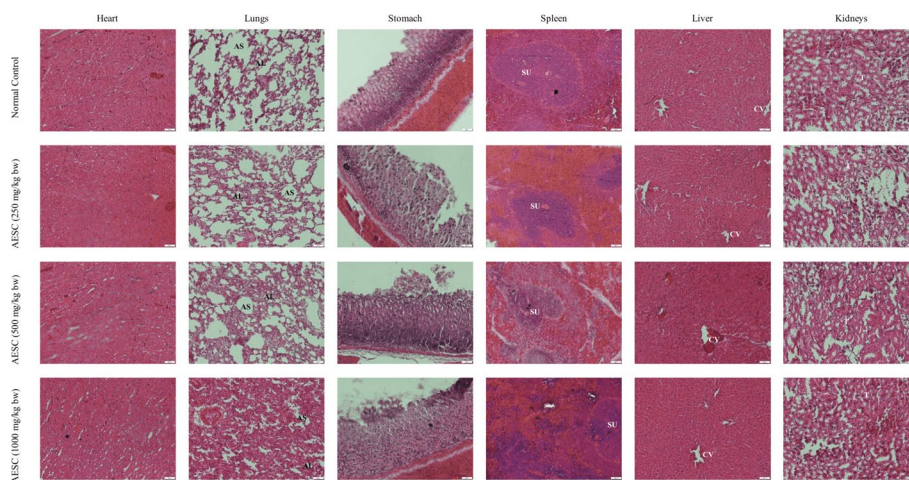 Heart Lungs Stomach Spleen Liver Kidneys
Normal Control
AS
AL
SU
CV
T
AESC (250 mg/kg bw)
AL
AS
SU
CV
T
AESC (500 mg/kg bw)
AL
AS
SU
CV
AESC (1000 mg/kg bw)
AS
AL
SU
CV
T